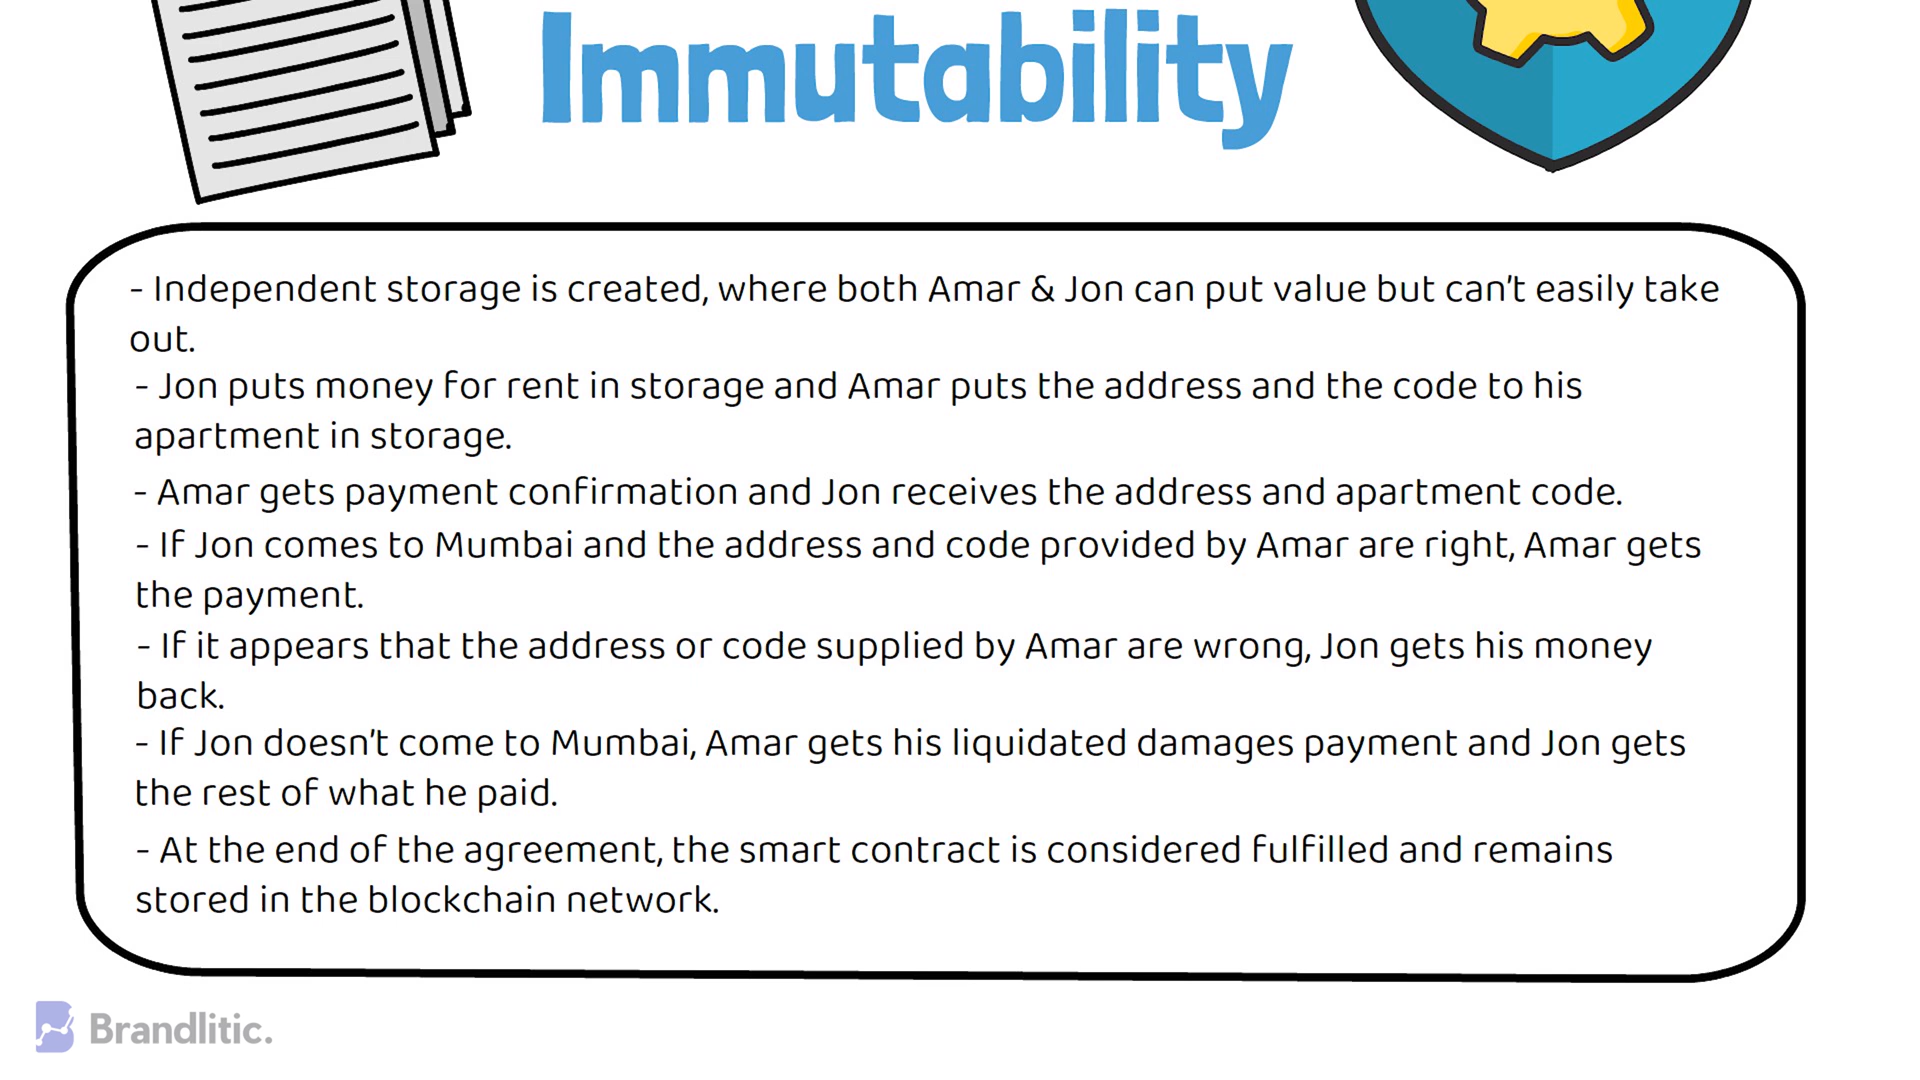 Immutability
- Independent storage is created, where both Amar & Jon can put value but can't easily take
out.
- Jon puts money for rent in storage and Amar puts the address and the code to his
apartment in storage.
- Amar gets payment confirmation and Jon receives the address and apartment code.
- If Jon comes to Mumbai and the address and code provided by Amar are right, Amar gets
the payment.
- If it appears that the address or code supplied by Amar are wrong, Jon gets his money
back.
- If Jon doesn't come to Mumbai, Amar gets his liquidated damages payment and Jon gets
the rest of what he paid.
- At the end of the agreement, the smart contract is considered fulfilled and remains
stored in the blockchain network.
Brandlitic.